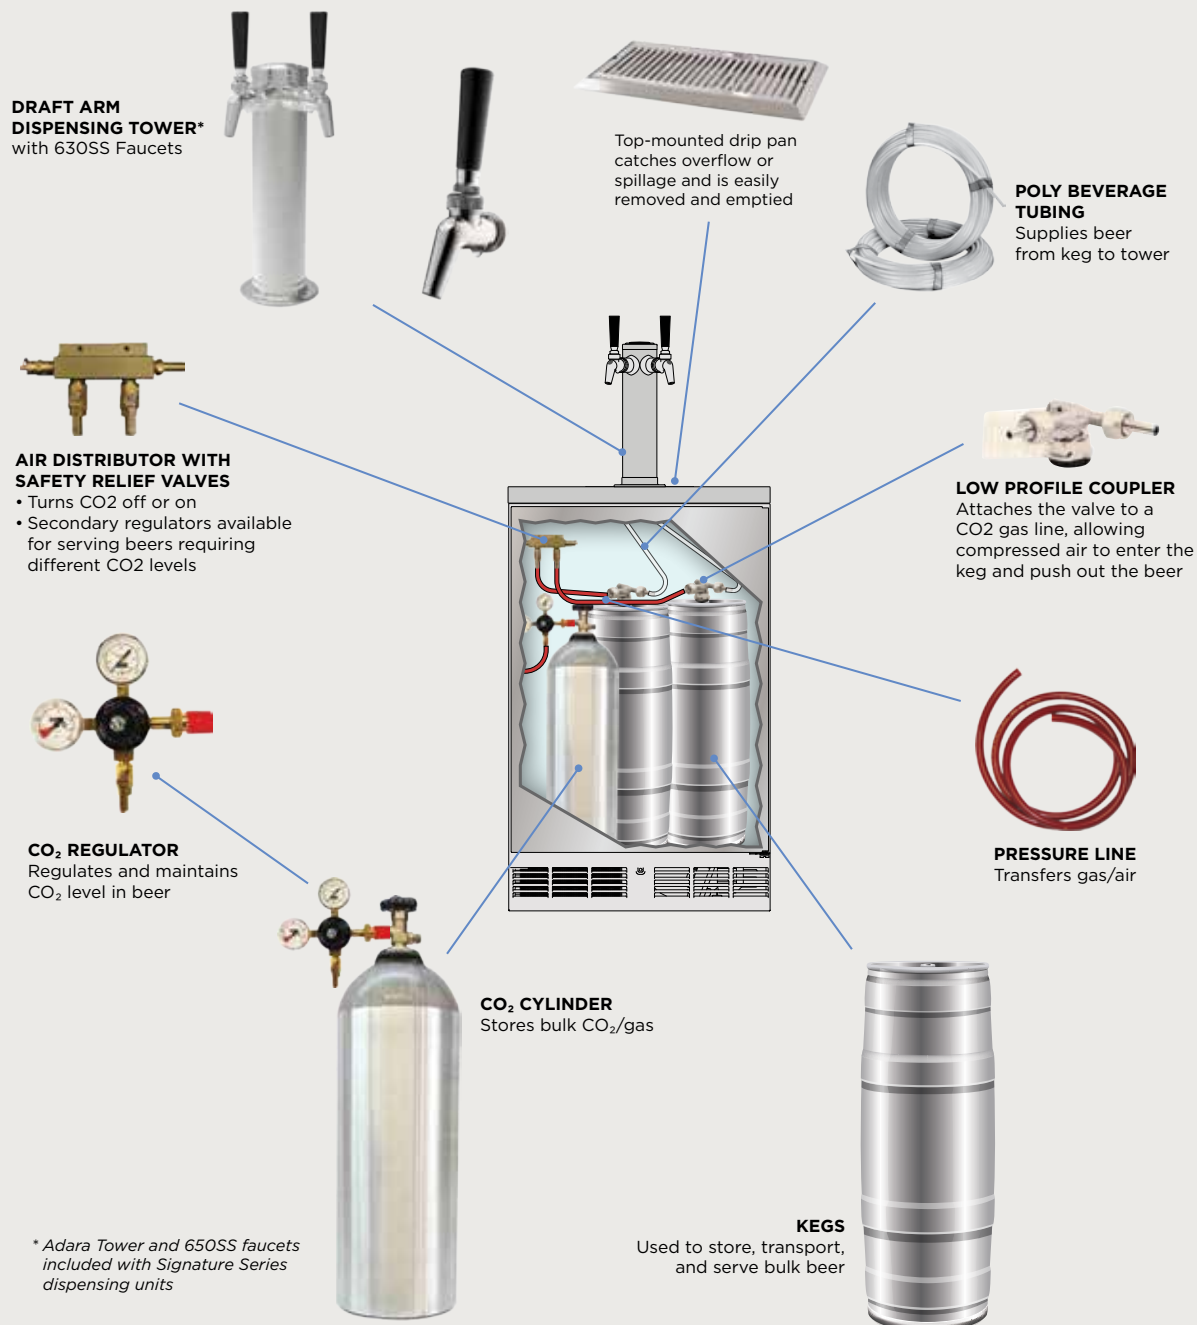 DRAFT ARM
DISPENSING TOWER*
with 630SS Faucets
Top-mounted drip pan
catches overflow or
spillage and is easily
removed and emptied
POLY BEVERAGE
TUBING
Supplies beer
from keg to tower
AIR DISTRIBUTOR WITH
SAFETY RELIEF VALVES
• Turns CO2 off or on
• Secondary regulators available
for serving beers requiring
different CO2 levels
LOW PROFILE COUPLER
Attaches the valve to a
CO2 gas line, allowing
compressed air to enter the
keg and push out the beer
CO₂ REGULATOR
Regulates and maintains
CO₂ level in beer
PRESSURE LINE
Transfers gas/air
CO₂ CYLINDER
Stores bulk CO₂/gas
KEGS
Used to store, transport,
and serve bulk beer
* Adara Tower and 650SS faucets
included with Signature Series
dispensing units